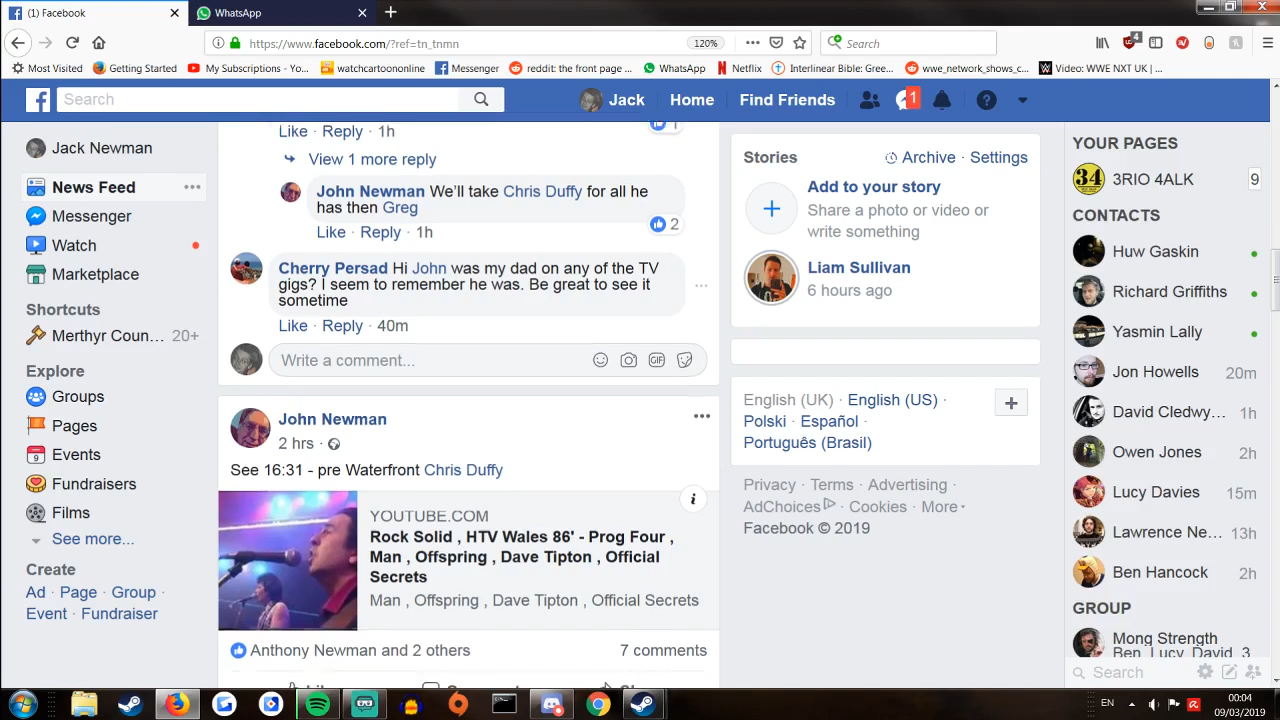 (1) Facebook
WhatsApp
https://www.facebook.com/?ref=tn_tnmn
120%
Search
Most Visited
Getting Started
My Subscriptions - Yo...
watchcartoononline
Messenger
reddit: the front page ...
WhatsApp
Netflix
Interlinear Bible: Gree...
wwe_network_shows_c...
Video: WWE NXT UK | ...
4
Search
Jack
Home
Find Friends
1
Jack Newman
News Feed
Messenger
Watch
Marketplace
Shortcuts
Merthyr Coun... 20+
Explore
Groups
Pages
Events
Fundraisers
Films
See more...
Create
Ad · Page · Group ·
Event · Fundraiser
Like · Reply · 1h
1
View 1 more reply
John Newman We'll take Chris Duffy for all he
has then Greg
2
Like · Reply · 1h
Cherry Persad Hi John was my dad on any of the TV
gigs? I seem to remember he was. Be great to see it
sometime
Like · Reply · 40m
Write a comment...
GIF
John Newman
2 hrs ·
See 16:31 - pre Waterfront Chris Duffy
YOUTUBE.COM
Rock Solid , HTV Wales 86' - Prog Four ,
Man , Offspring , Dave Tipton , Official
Secrets
Man , Offspring , Dave Tipton , Official Secrets
Anthony Newman and 2 others
7 comments
Stories
Archive · Settings
Add to your story
Share a photo or video or
write something
Liam Sullivan
6 hours ago
English (UK) · English (US) ·
Polski · Español ·
Português (Brasil)
Privacy · Terms · Advertising ·
AdChoices · Cookies · More
Facebook © 2019
YOUR PAGES
34
3RIO 4ALK 9
CONTACTS
Huw Gaskin
Richard Griffiths
Yasmin Lally
Jon Howells 20m
David Cledwy... 1h
Owen Jones 2h
Lucy Davies 15m
Lawrence Ne... 13h
Ben Hancock 2h
GROUP
Mong Strength
Ben, Lucy, David, 3
Search
EN
00:04
09/03/2019